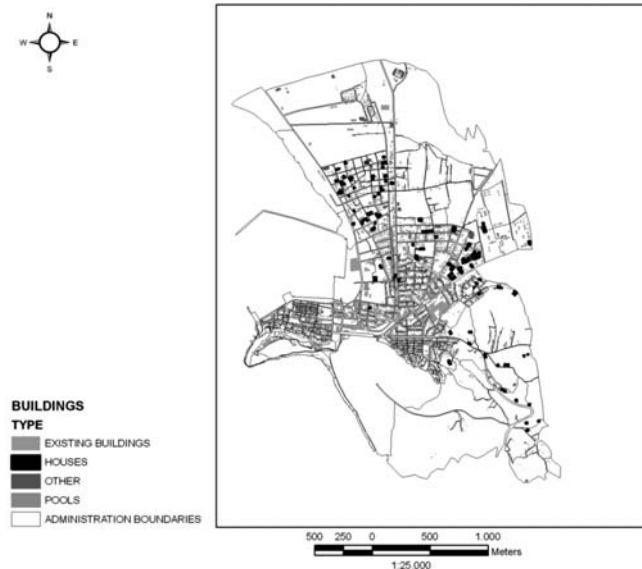 N
W E
S
BUILDINGS
TYPE
EXISTING BUILDINGS
HOUSES
OTHER
POOLS
ADMINISTRATION BOUNDARIES
500 250 0 500 1.000
Meters
1:25.000